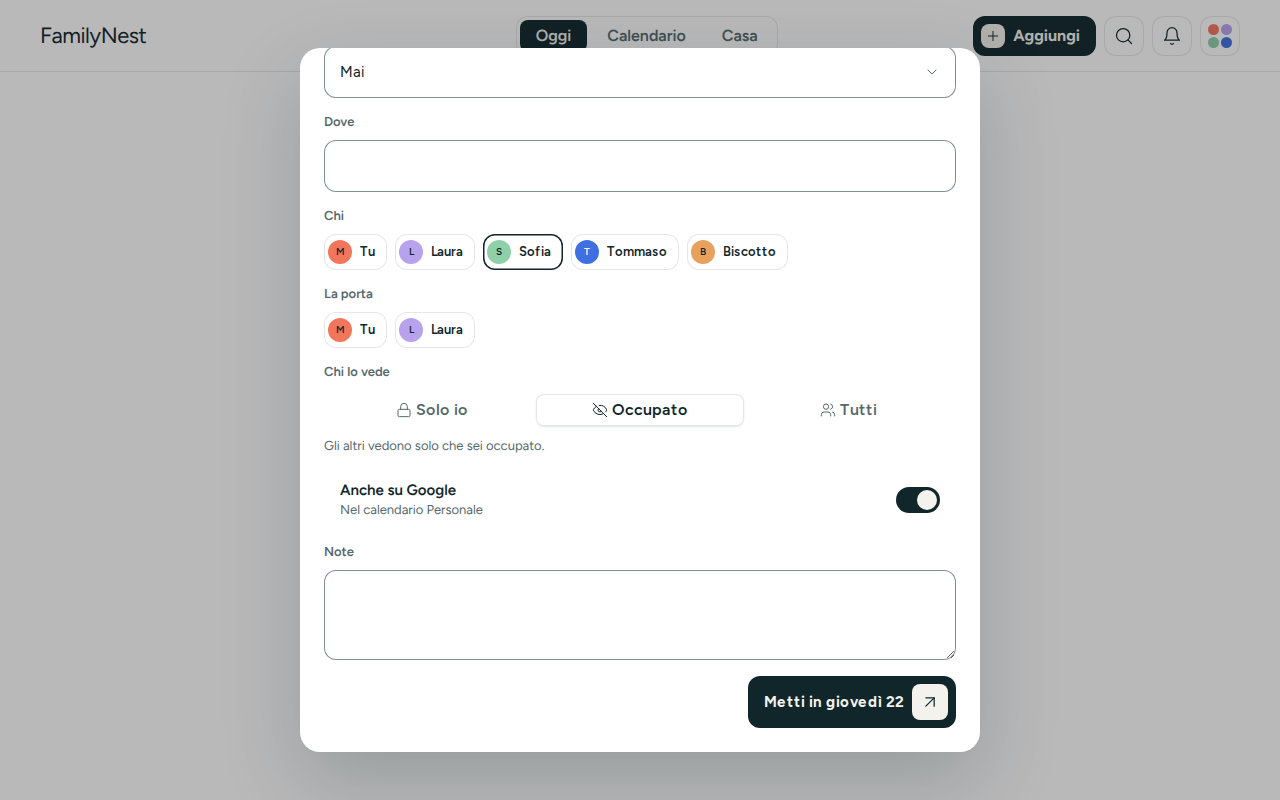 FamilyNest
Oggi
Calendario
Casa
Aggiungi
Mai
Dove
Chi
M Tu
L Laura
S Sofia
T Tommaso
B Biscotto
La porta
M Tu
L Laura
Chi lo vede
Solo io
Occupato
Tutti
Gli altri vedono solo che sei occupato.
Anche su Google
Nel calendario Personale
Note
Metti in giovedì 22